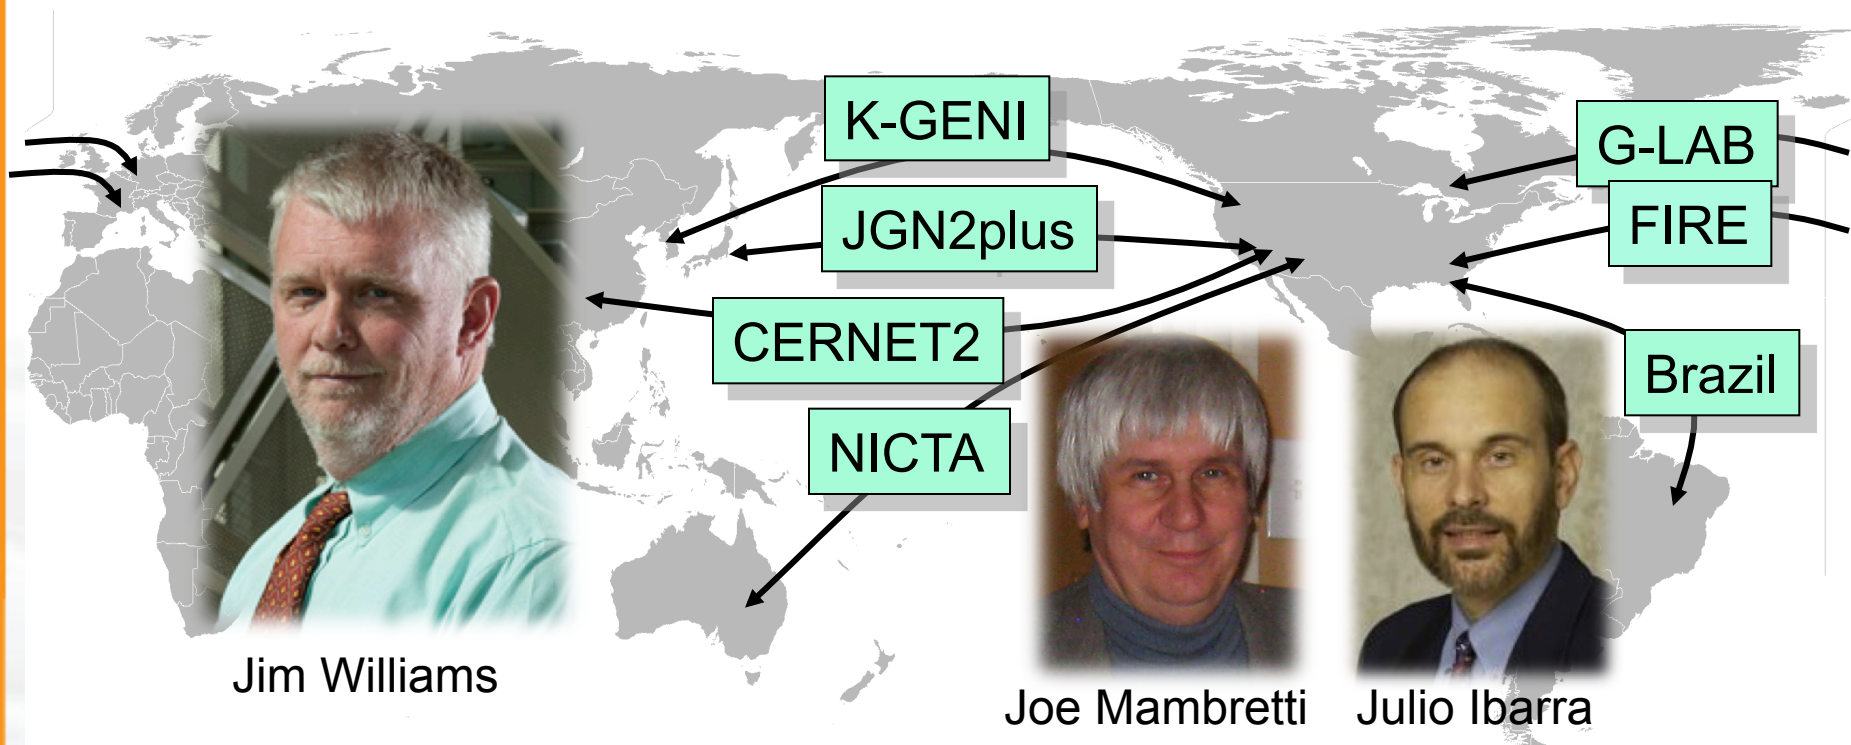 K-GENI
G-LAB
JGN2plus
FIRE
CERNET2
Brazil
NICTA
Jim Williams
Joe Mambretti
Julio Ibarra